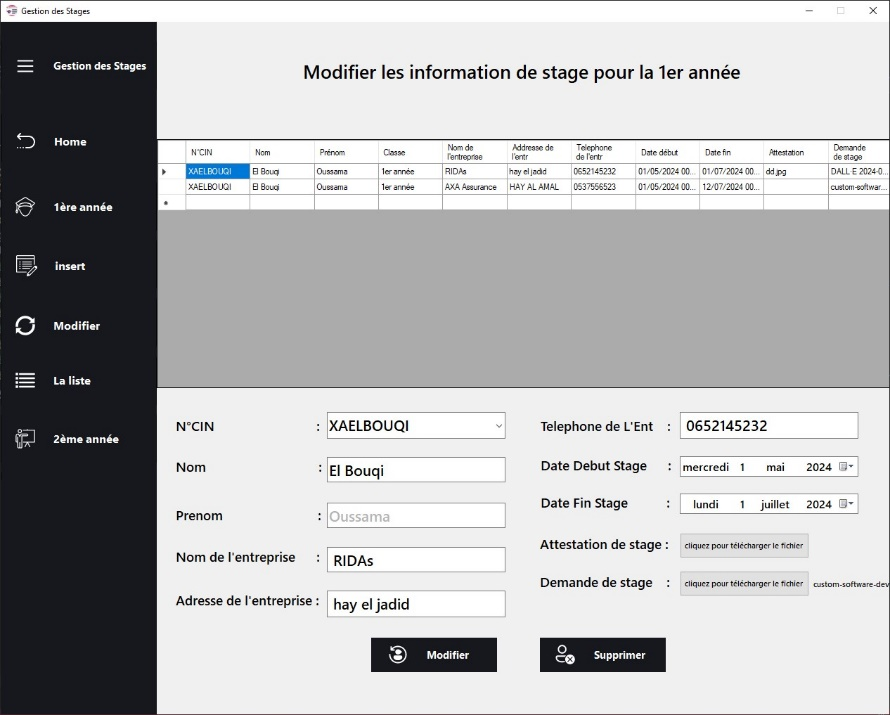 Gestion des Stages
Gestion des Stages
Home
1ère année
insert
Modifier
La liste
2ème année
Modifier les information de stage pour la 1er année
N°CIN Nom Prénom Classe Nom de l'entreprise Addresse de l'entr Telephone de l'entr Date début Date fin Attestation Demande de stage
XAELBOUQI El Bouqi Oussama 1er année RIDAs hay el jadid 0652145232 01/05/2024 00... 01/07/2024 00... dd.jpg DALL·E 2024-0...
XAELBOUQI El Bouqi Oussama 1er année AXA Assurance HAY AL AMAL 0537556523 01/05/2024 00... 12/07/2024 00... custom-softwar...
N°CIN : XAELBOUQI
Nom : El Bouqi
Prenom : Oussama
Nom de l'entreprise : RIDAs
Adresse de l'entreprise : hay el jadid
Telephone de L'Ent : 0652145232
Date Debut Stage : mercredi 1 mai 2024
Date Fin Stage : lundi 1 juillet 2024
Attestation de stage : cliquez pour télécharger le fichier
Demande de stage : cliquez pour télécharger le fichier custom-software-dev
Modifier
Supprimer